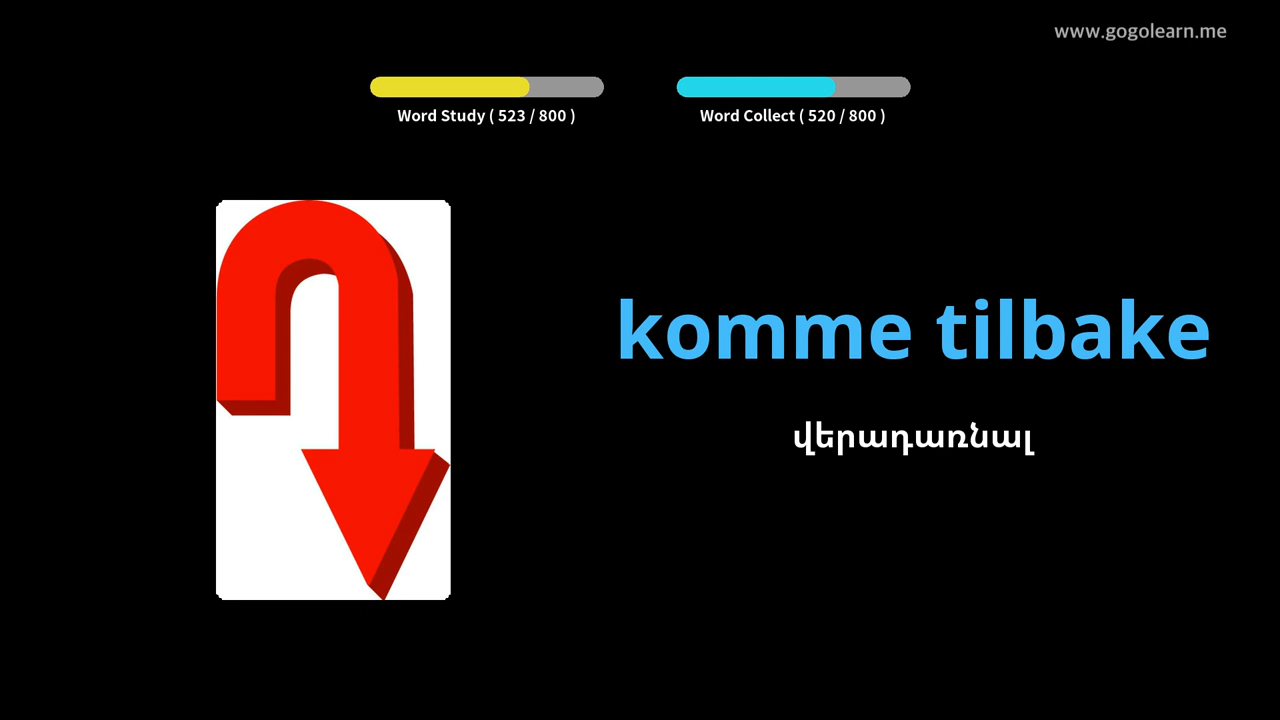 www.gogolearn.me
Word Study ( 523 / 800 )
Word Collect ( 520 / 800 )
komme tilbake
վերադառնալ